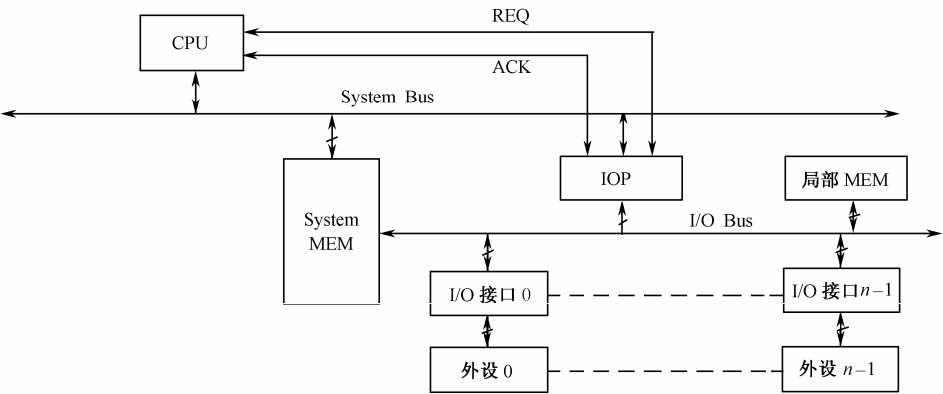 REQ
CPU
ACK
System Bus
IOP
局部 MEM
System
MEM
I/O Bus
I/O 接口 0
I/O 接口 n–1
外设 0
外设 n–1